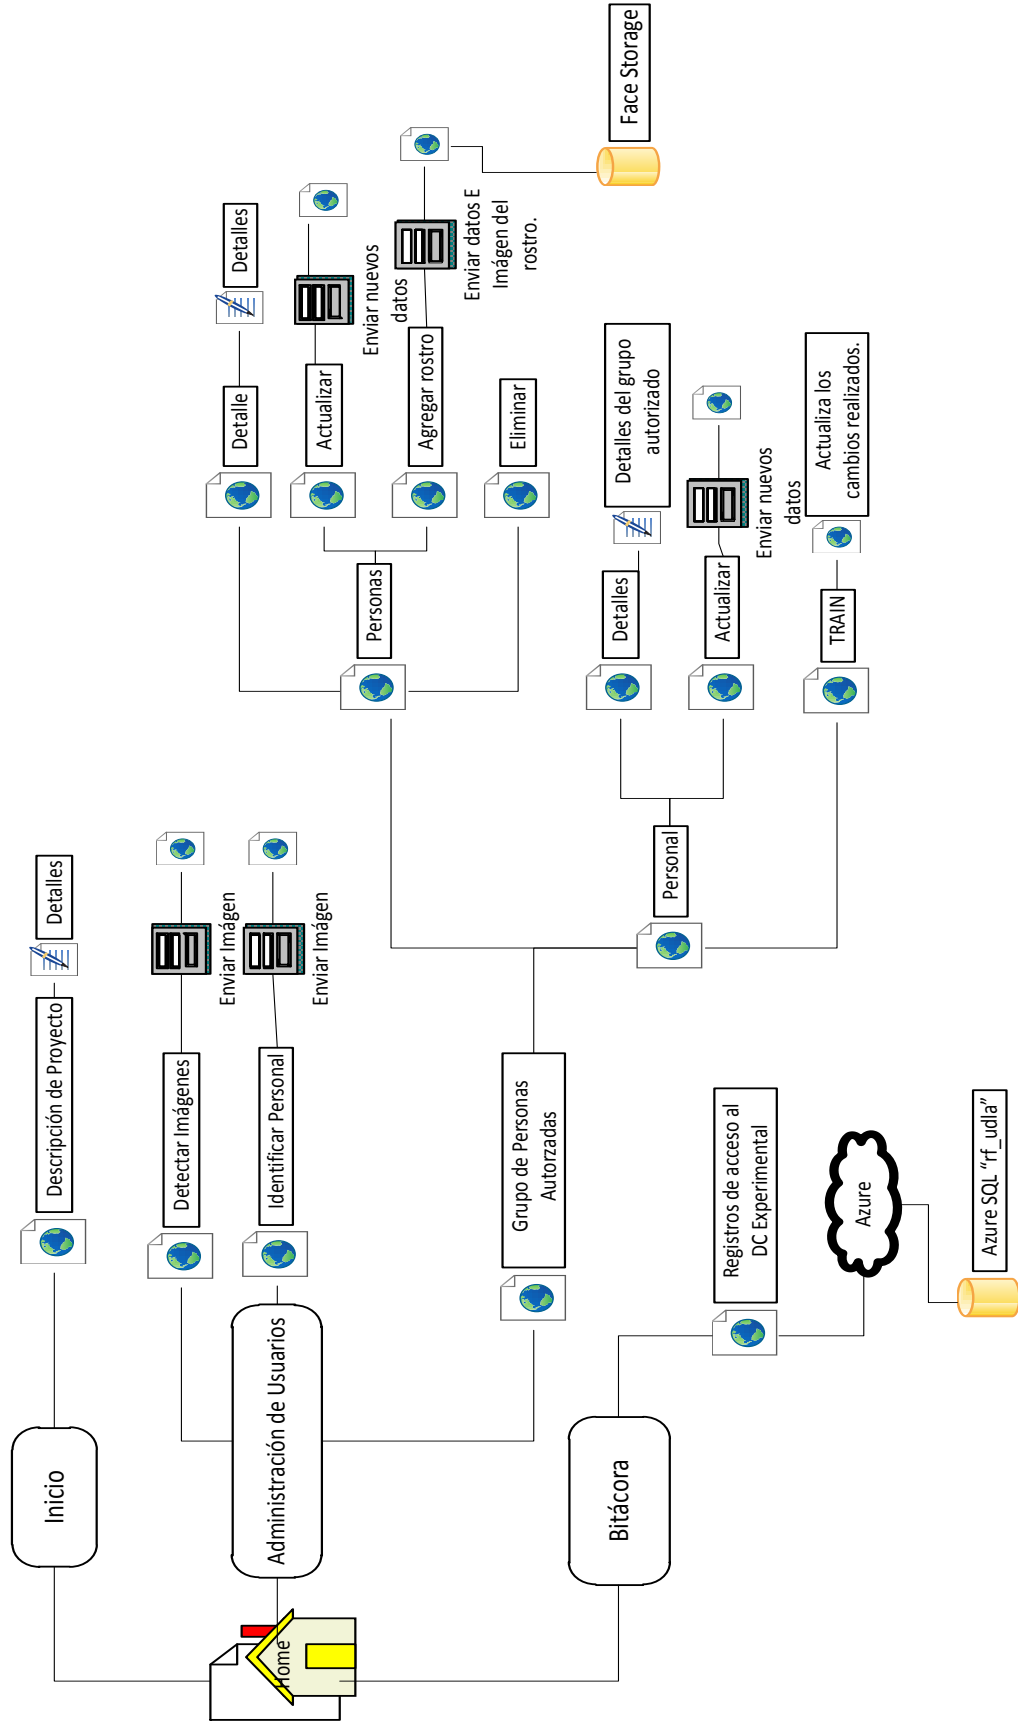 Home
Inicio
Descripción de Proyecto
Detalles
Administración de Usuarios
Detectar Imágenes
Enviar Imágen
Identificar Personal
Enviar Imágen
Grupo de Personas
Autorzadas
Personas
Detalle
Detalles
Actualizar
Enviar nuevos
datos
Agregar rostro
Enviar datos E
Imágen del
rostro.
Face Storage
Eliminar
Personal
Detalles
Detalles del grupo
autorizado
Actualizar
Enviar nuevos
datos
TRAIN
Actualiza los
cambios realizados.
Bitácora
Registros de acceso al
DC Experimental
Azure
Azure SQL “rf_udla”